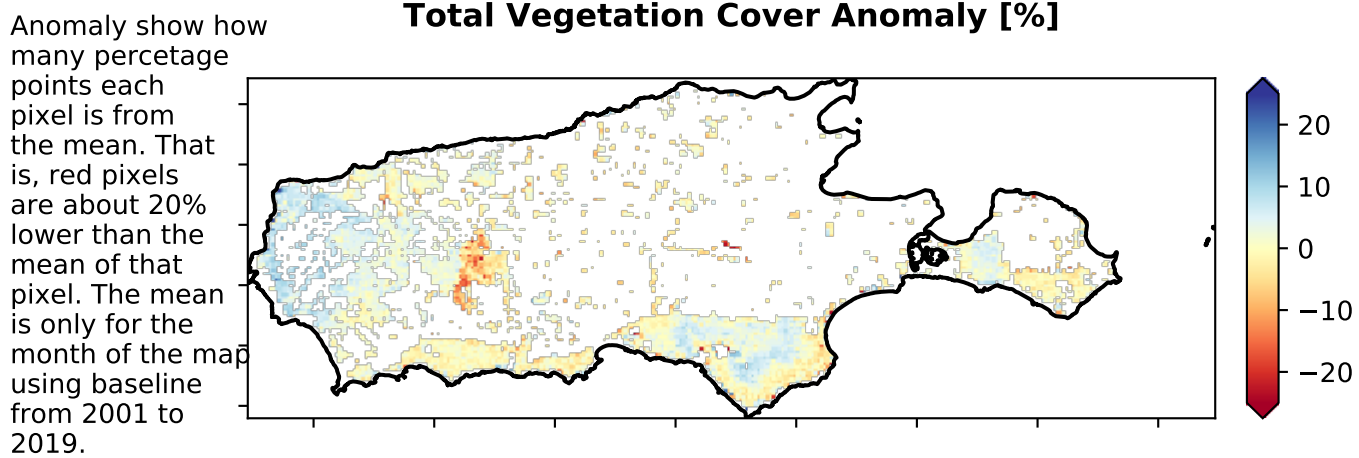 Total Vegetation Cover Anomaly [%]
Anomaly show how
many percetage
points each
pixel is from
the mean. That
is, red pixels
are about 20%
lower than the
mean of that
pixel. The mean
is only for the
month of the map
using baseline
from 2001 to
2019.
20
10
0
−10
−20